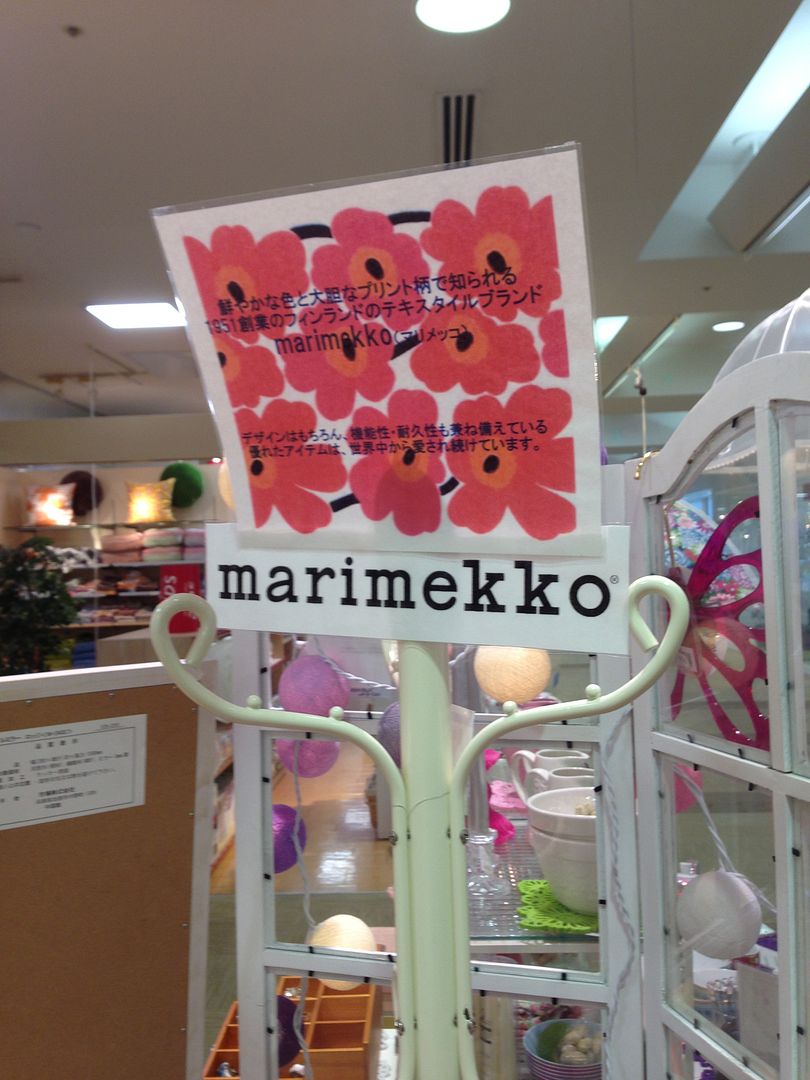 鮮やかな色と大胆なプリント柄で知られる
1951創業のフィンランドのテキスタイルブランド
marimekko(マリメッコ)
デザインはもちろん、機能性・耐久性も兼ね備えている
優れたアイテムは、世界中から愛され続けています。
marimekko®